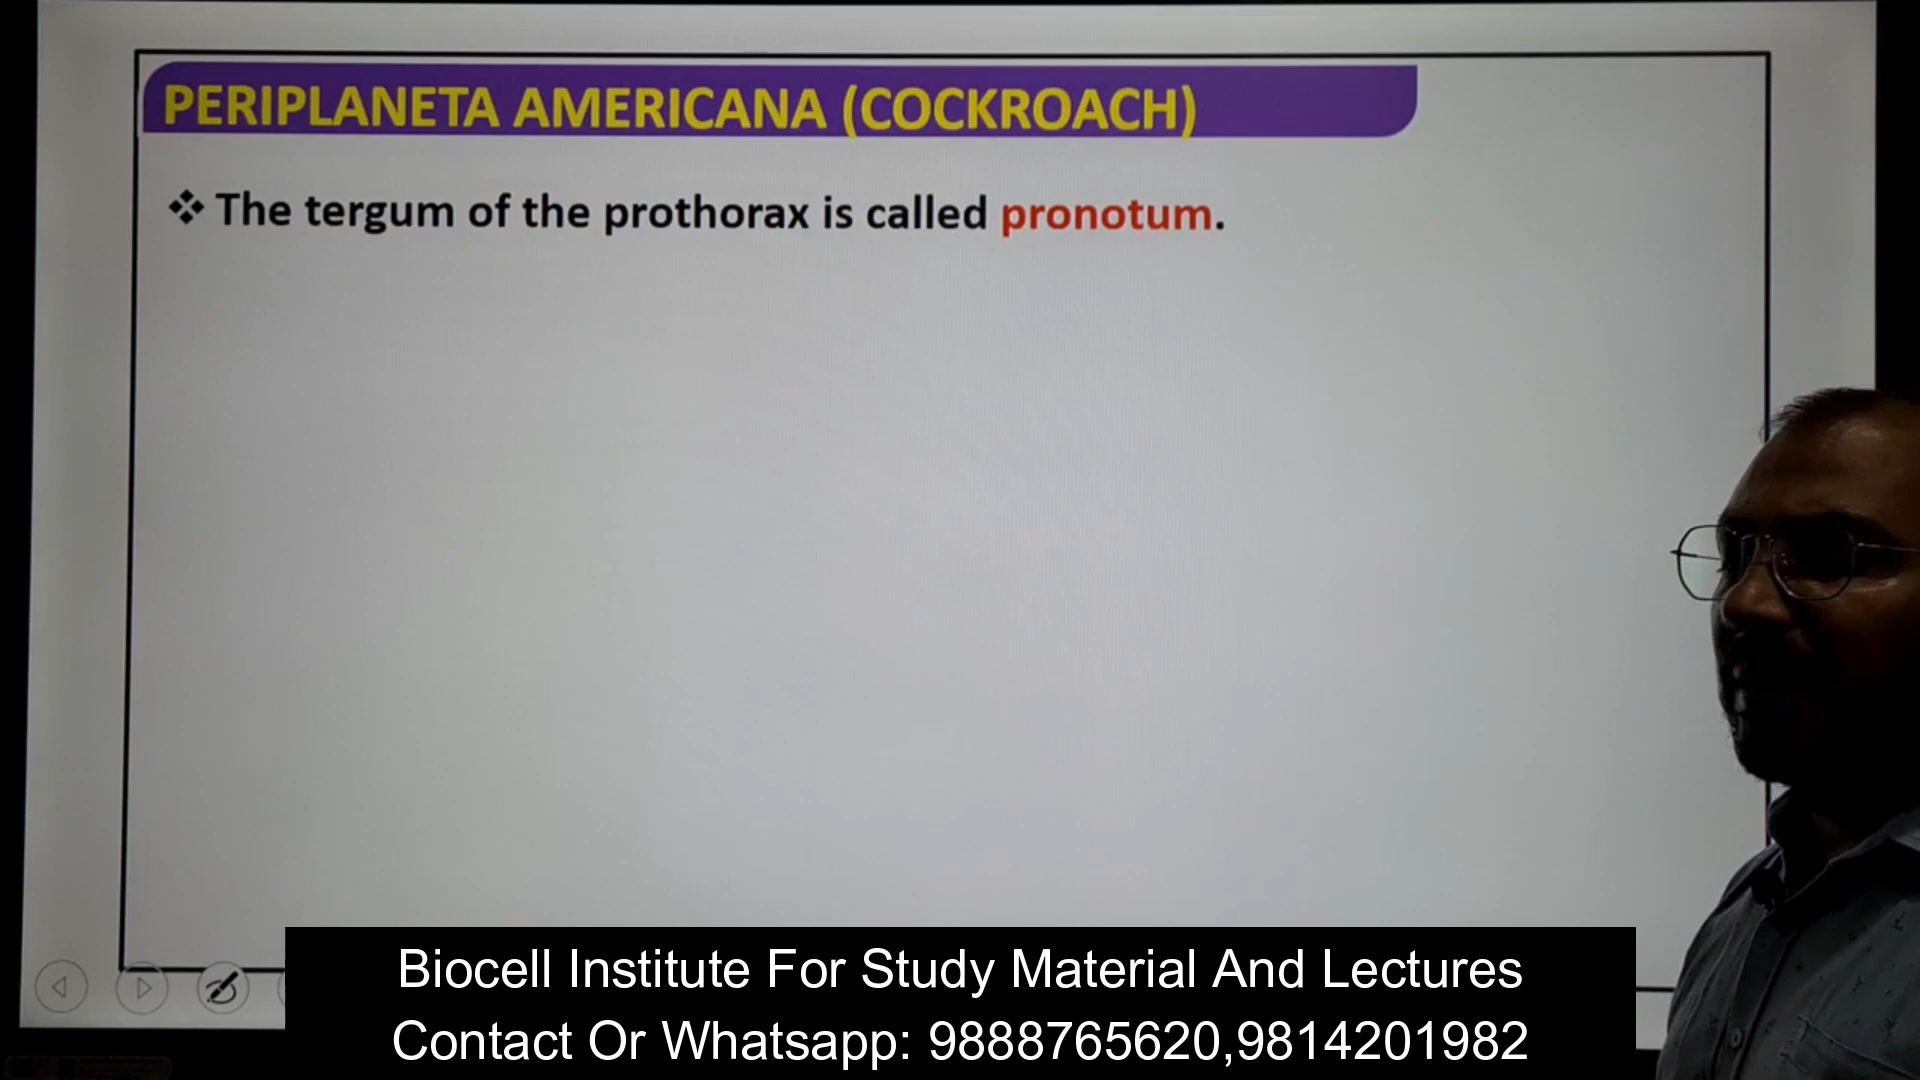 PERIPLANETA AMERICANA (COCKROACH)
❖ The tergum of the prothorax is called pronotum.
Biocell Institute For Study Material And Lectures
Contact Or Whatsapp: 9888765620,9814201982